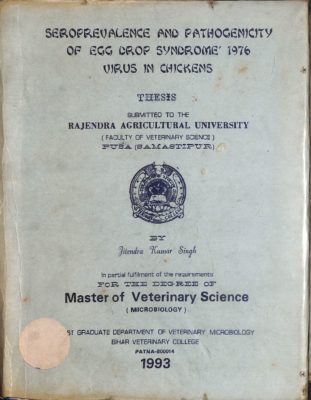 SEROPREVALENCE AND PATHOGENICITY
OF EGG DROP SYNDROME' 1976
VIRUS IN CHICKENS
THESIS
SUBMITTED TO THE
RAJENDRA AGRICULTURAL UNIVERSITY
( FACULTY OF VETERINARY SCIENCE )
PUSA (SAMASTIPUR)
BY
Jitendra Kumar Singh
In partial fulfilment of the requirements
FOR THE DEGREE OF
Master of Veterinary Science
( MICROBIOLOGY )
GRADUATE DEPARTMENT OF VETERINARY MICROBIOLOGY
BIHAR VETERINARY COLLEGE
PATNA-800014
1993